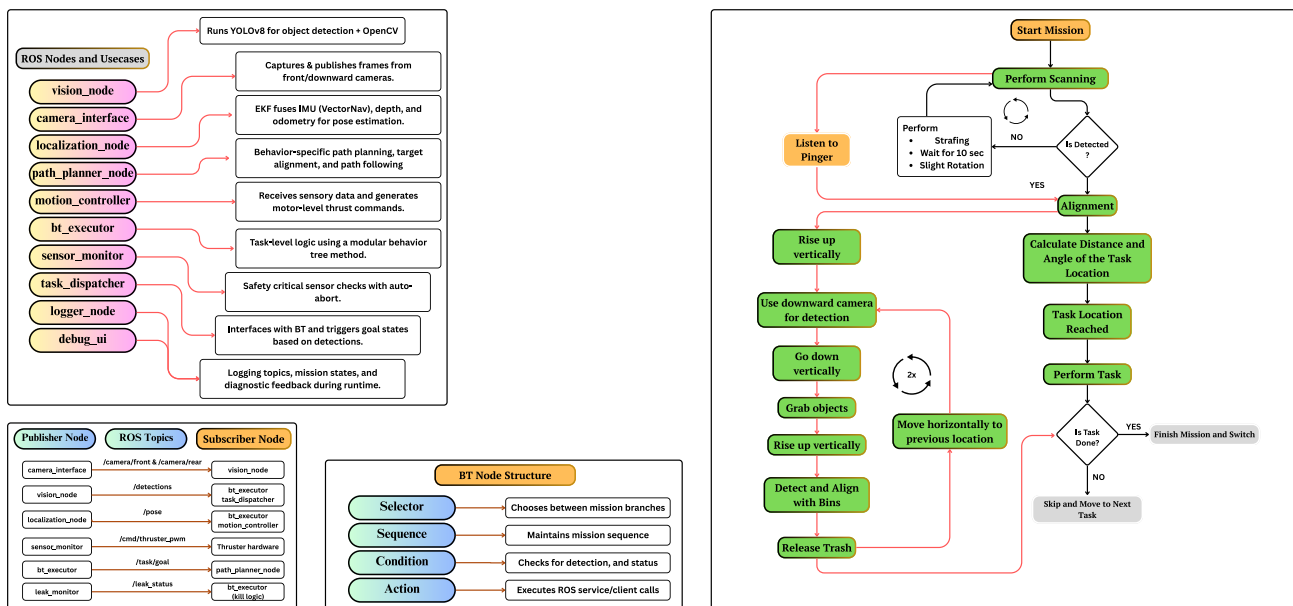 ROS Nodes and Usecases
vision_node
camera_interface
localization_node
path_planner_node
motion_controller
bt_executor
sensor_monitor
task_dispatcher
logger_node
debug_ui
Runs YOLOv8 for object detection + OpenCV
Captures & publishes frames from
front/downward cameras.
EKF fuses IMU (VectorNav), depth, and
odometry for pose estimation.
Behavior-specific path planning, target
alignment, and path following
Receives sensory data and generates
motor-level thrust commands.
Task-level logic using a modular behavior
tree method.
Safety critical sensor checks with auto-
abort.
Interfaces with BT and triggers goal states
based on detections.
Logging topics, mission states, and
diagnostic feedback during runtime.
Publisher Node
ROS Topics
Subscriber Node
camera_interface
/camera/front & /camera/rear
vision_node
vision_node
/detections
bt_executor
task_dispatcher
localization_node
/pose
bt_executor
motion_controller
sensor_monitor
/cmd/thruster_pwm
Thruster hardware
bt_executor
/task/goal
path_planner_node
leak_monitor
/leak_status
bt_executor
(kill logic)
BT Node Structure
Selector
Chooses between mission branches
Sequence
Maintains mission sequence
Condition
Checks for detection, and status
Action
Executes ROS service/client calls
Start Mission
Perform Scanning
Perform
• Strafing
• Wait for 10 sec
• Slight Rotation
NO
Is Detected
?
YES
Listen to
Pinger
Alignment
Rise up
vertically
Use downward camera
for detection
Go down
vertically
Grab objects
Rise up vertically
Detect and Align
with Bins
Release Trash
2x
Move horizontally to
previous location
Calculate Distance and
Angle of the Task
Location
Task Location
Reached
Perform Task
Is Task
Done?
YES
Finish Mission and Switch
NO
Skip and Move to Next
Task